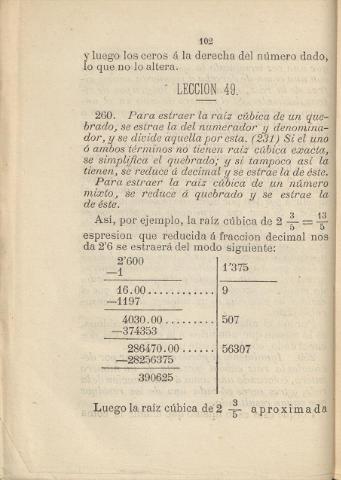 102
y luego los ceros á la derecha del número dado,
lo que no lo altera.
LECCION 49.
260. Para estraer la raíz cúbica de un que-
brado, se estrae la del numerador y denomina-
dor, y se divide aquella por esta. (231) Si el uno
ó ambos términos no tienen raiz cúbica exacta,
se simplifica el quebrado; y si tampoco así la
tienen, se reduce á decimal y se estrae la de éste.
Para estraer la raiz cúbica de un número
mixto, se reduce á quebrado y se estrae la
de éste.
Asi, por ejemplo, la raíz cúbica de 2 3/5 = 13/5
espresion que reducida á fraccion decimal nos
da 2'6 se estraerá del modo siguiente:
2'600 1'375
—1
16.00.......... 9
—1197
4030.00.......... 507
—374353
286470.00...... 56307
—28256375
390625
Luego la raíz cúbica de 2 3/5 aproximada